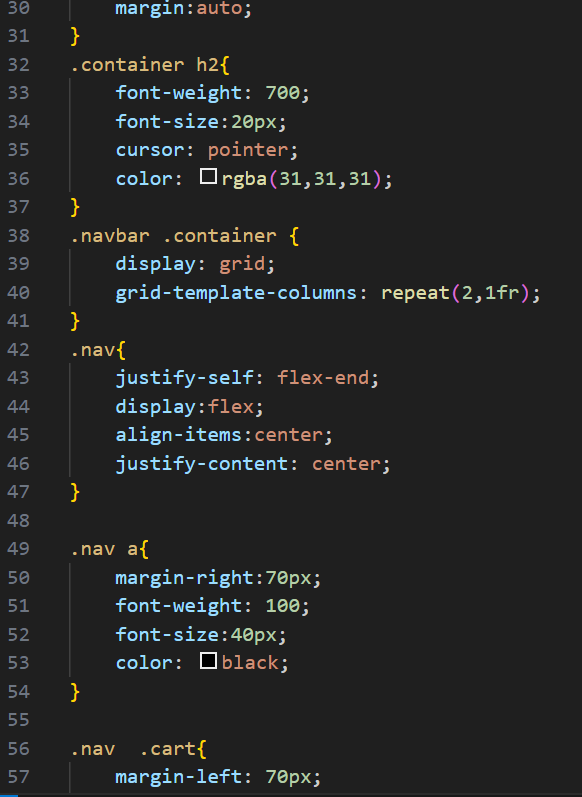 30 margin:auto;
31 }
32 .container h2{
33 font-weight: 700;
34 font-size:20px;
35 cursor: pointer;
36 color: rgba(31,31,31);
37 }
38 .navbar .container {
39 display: grid;
40 grid-template-columns: repeat(2,1fr);
41 }
42 .nav{
43 justify-self: flex-end;
44 display:flex;
45 align-items:center;
46 justify-content: center;
47 }
48
49 .nav a{
50 margin-right:70px;
51 font-weight: 100;
52 font-size:40px;
53 color: black;
54 }
55
56 .nav  .cart{
57 margin-left: 70px;